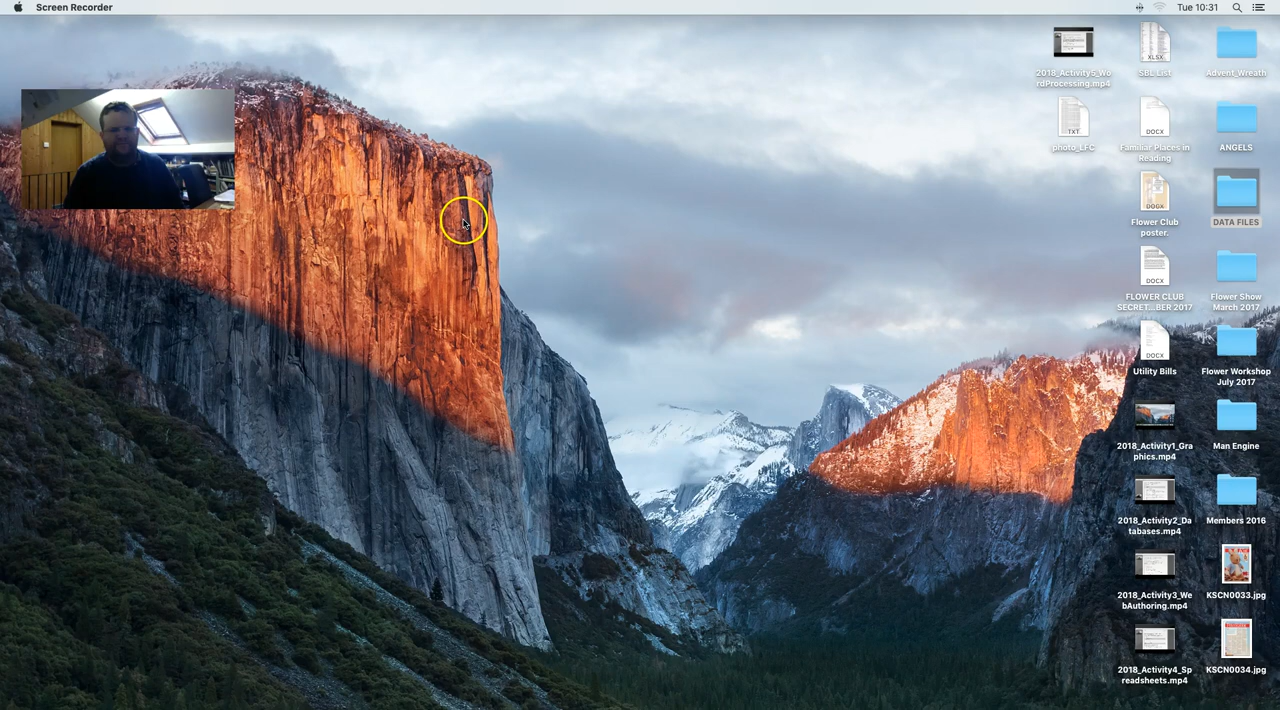 Screen Recorder
Tue 10:31
2018_Activity5_Wo
rdProcessing.mp4
SBL List
XLSX
Advent_Wreath
TXT
photo_LFC
DOCX
Familiar Places in
Reading
ANGELS
DOCX
Flower Club
poster.
DATA FILES
DOCX
FLOWER CLUB
SECRET...BER 2017
Flower Show
March 2017
DOCX
Utility Bills
Flower Workshop
July 2017
2018_Activity1_Gra
phics.mp4
Man Engine
2018_Activity2_Da
tabases.mp4
Members 2016
2018_Activity3_We
bAuthoring.mp4
KSCN0033.jpg
2018_Activity4_Sp
readsheets.mp4
KSCN0034.jpg